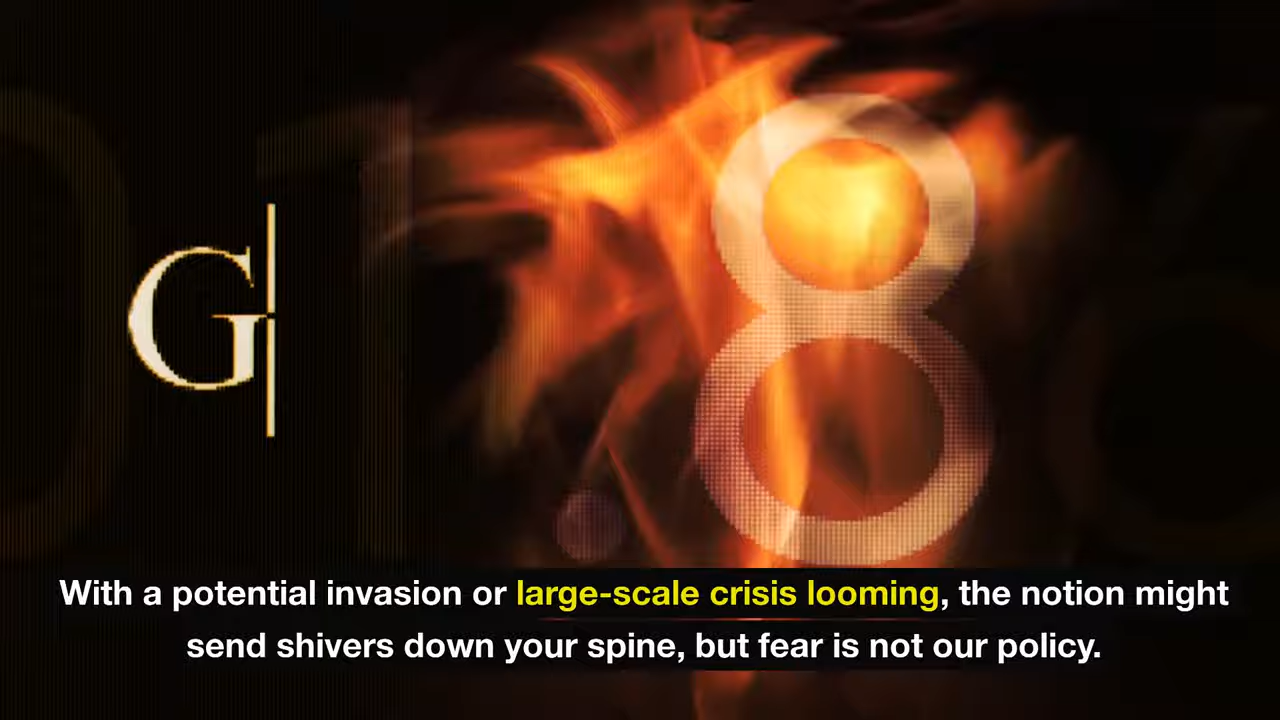 G
8
With a potential invasion or large-scale crisis looming, the notion might
send shivers down your spine, but fear is not our policy.